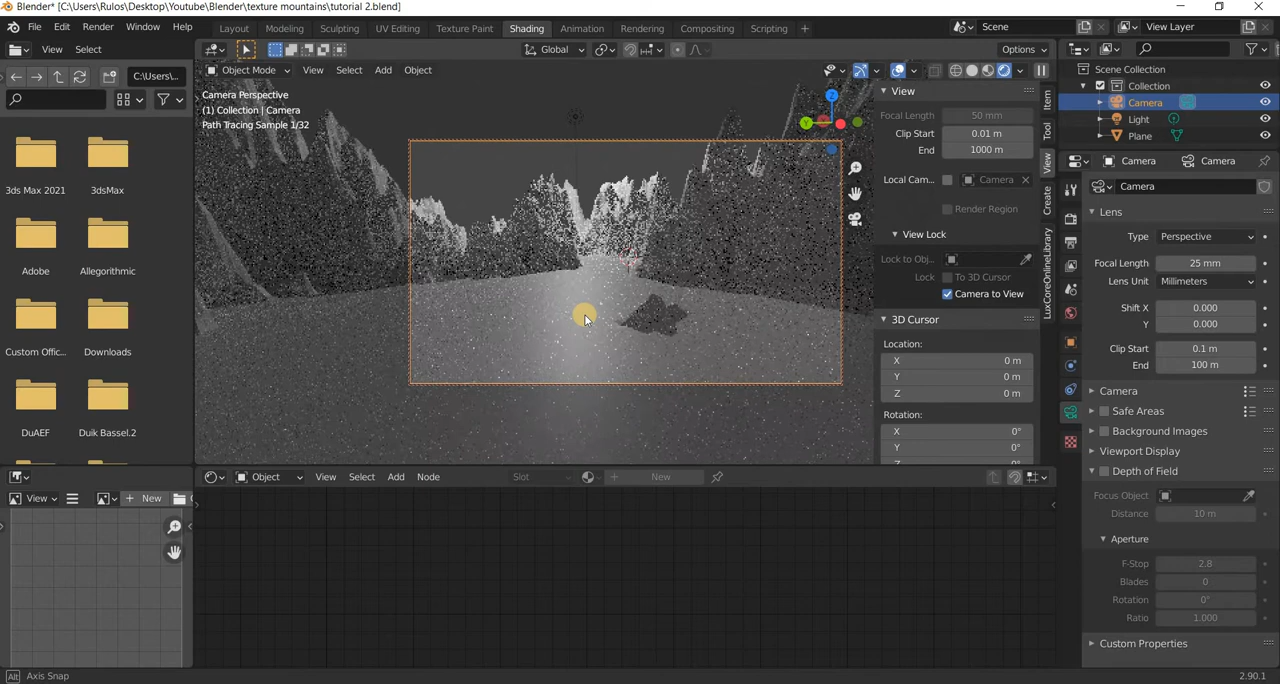 Blender* [C:\Users\Rulos\Desktop\Youtube\Blender\texture mountains\tutorial 2.blend]
File Edit Render Window Help Layout Modeling Sculpting UV Editing Texture Paint Shading Animation Rendering Compositing Scripting + Scene View Layer
View Select Global Options
Object Mode View Select Add Object
C:\Users\...
Camera Perspective
(1) Collection | Camera
Path Tracing Sample 1/32
3ds Max 2021 3dsMax
Adobe Allegorithmic
Custom Offic... Downloads
DuAEF Duik Bassel.2
Z
Y
View
Focal Length 50 mm
Clip Start 0.01 m
End 1000 m
Local Cam... Camera
Render Region
View Lock
Lock to Obj...
Lock To 3D Cursor
Camera to View
3D Cursor
Location:
X 0 m
Y 0 m
Z 0 m
Rotation:
X 0°
Y 0°
Z 0°
Item
Tool
View
Create
LuxCoreOnlineLibrary
Scene Collection
Collection
Camera
Light
Plane
Camera Camera
Camera
Lens
Type Perspective
Focal Length 25 mm
Lens Unit Millimeters
Shift X 0.000
Y 0.000
Clip Start 0.1 m
End 100 m
Camera
Safe Areas
Background Images
Viewport Display
Depth of Field
Focus Object
Distance 10 m
Aperture
F-Stop 2.8
Blades 0
Rotation 0°
Ratio 1.000
Custom Properties
View + New
Object View Select Add Node Slot + New
Alt Axis Snap
2.90.1